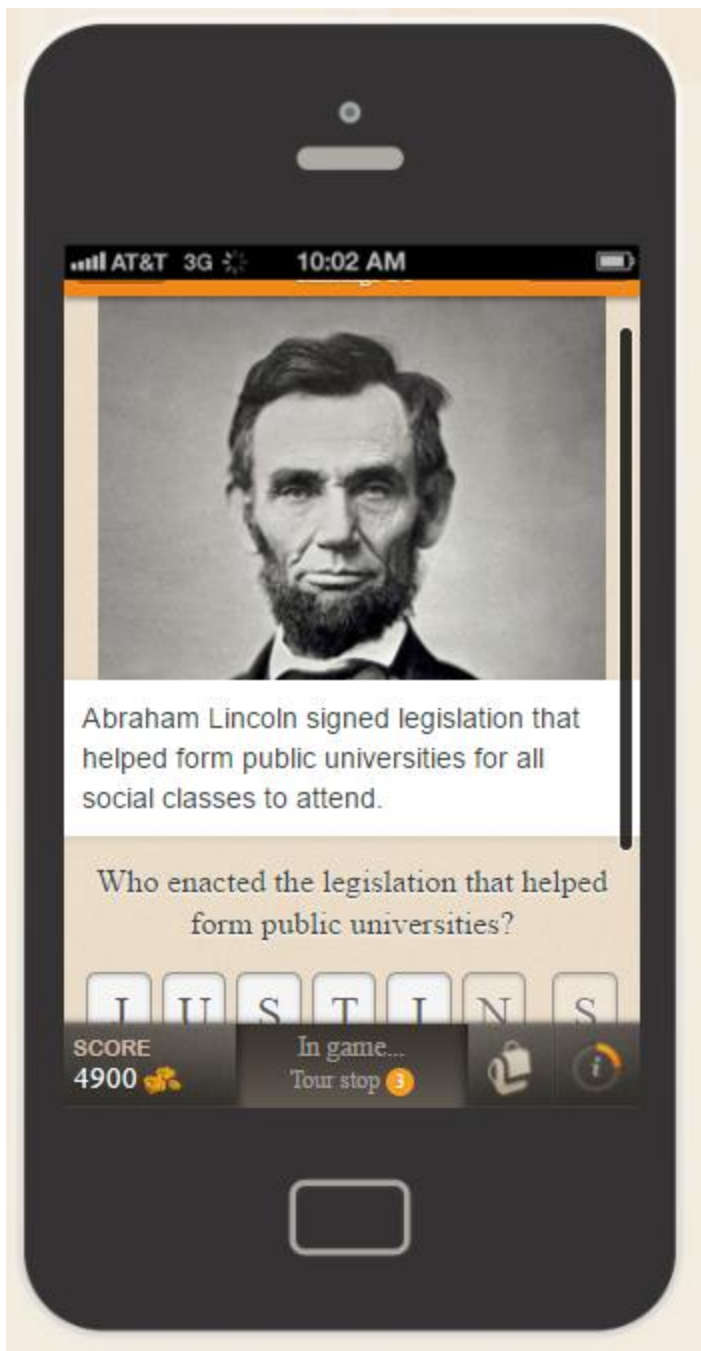 AT&T 3G 10:02 AM
Abraham Lincoln signed legislation that
helped form public universities for all
social classes to attend.
Who enacted the legislation that helped
form public universities?
J U S T I N S
SCORE
4900
In game...
Tour stop 3
i